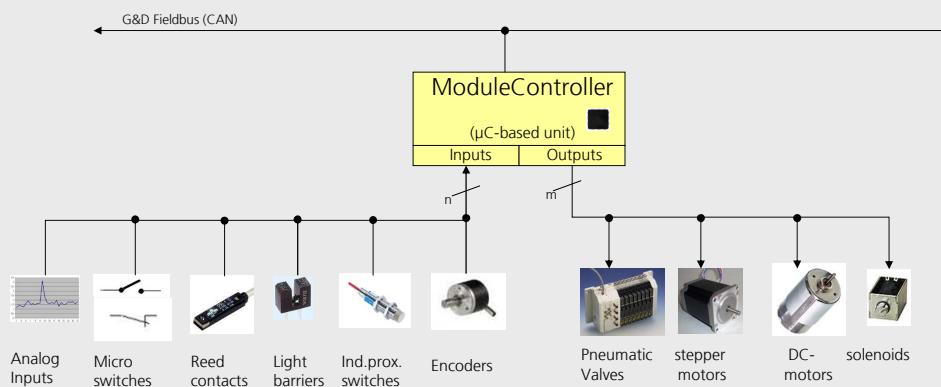 G&D Fieldbus (CAN)
ModuleController
(µC-based unit)
Inputs Outputs
n m
Analog
Inputs
Micro
switches
Reed
contacts
Light
barriers
Ind.prox.
switches
Encoders
Pneumatic
Valves
stepper
motors
DC-
motors
solenoids